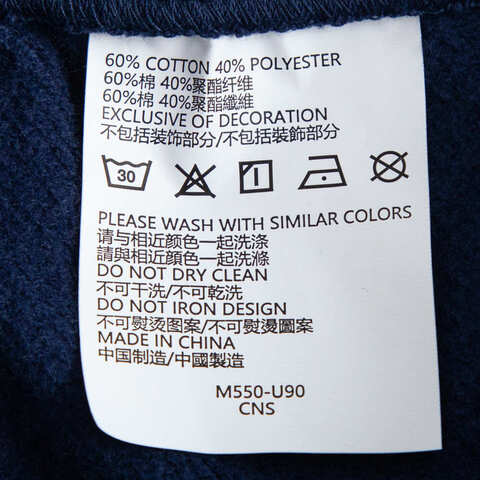 60% COTTON 40% POLYESTER
60%棉 40%聚酯纤维
60%棉 40%聚酯纖維
EXCLUSIVE OF DECORATION
不包括装饰部分/不包括裝飾部分
30
PLEASE WASH WITH SIMILAR COLORS
请与相近颜色一起洗涤
請與相近顏色一起洗滌
DO NOT DRY CLEAN
不可干洗/不可乾洗
DO NOT IRON DESIGN
不可熨烫图案/不可熨燙圖案
MADE IN CHINA
中国制造/中國製造
M550-U90
CNS